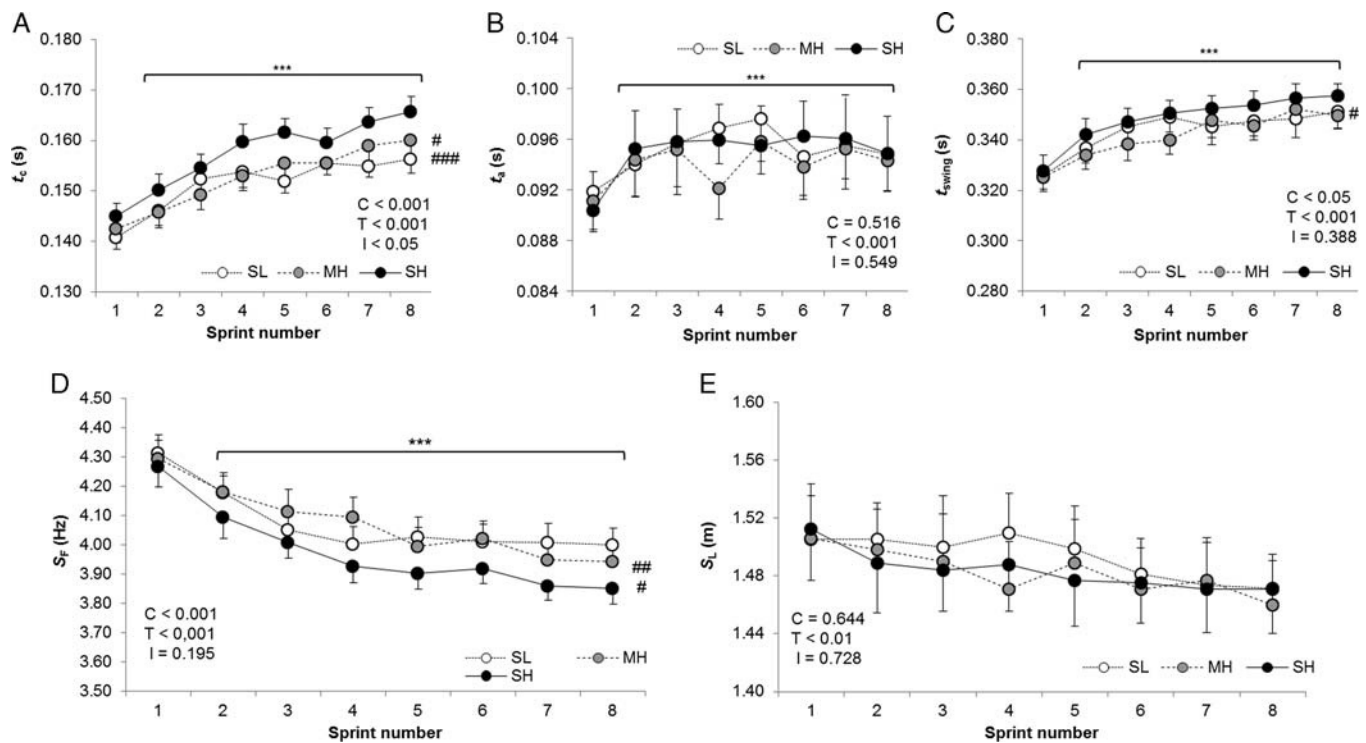 A
0.180
0.170
0.160
0.150
0.140
0.130
t_c (s)
***
#
###
C < 0.001
T < 0.001
I < 0.05
SL MH SH
1 2 3 4 5 6 7 8
Sprint number
B
0.104
0.100
0.096
0.092
0.088
0.084
t_a (s)
SL MH SH
***
C = 0.516
T < 0.001
I = 0.549
1 2 3 4 5 6 7 8
Sprint number
C
0.380
0.360
0.340
0.320
0.300
0.280
t_swing (s)
***
#
C < 0.05
T < 0.001
I = 0.388
SL MH SH
1 2 3 4 5 6 7 8
Sprint number
D
4.50
4.40
4.30
4.20
4.10
4.00
3.90
3.80
3.70
3.60
3.50
S_F (Hz)
***
##
#
C < 0.001
T < 0,001
I = 0.195
SL MH
SH
1 2 3 4 5 6 7 8
Sprint number
E
1.60
1.56
1.52
1.48
1.44
1.40
S_L (m)
C = 0.644
T < 0.01
I = 0.728
SL MH SH
1 2 3 4 5 6 7 8
Sprint number